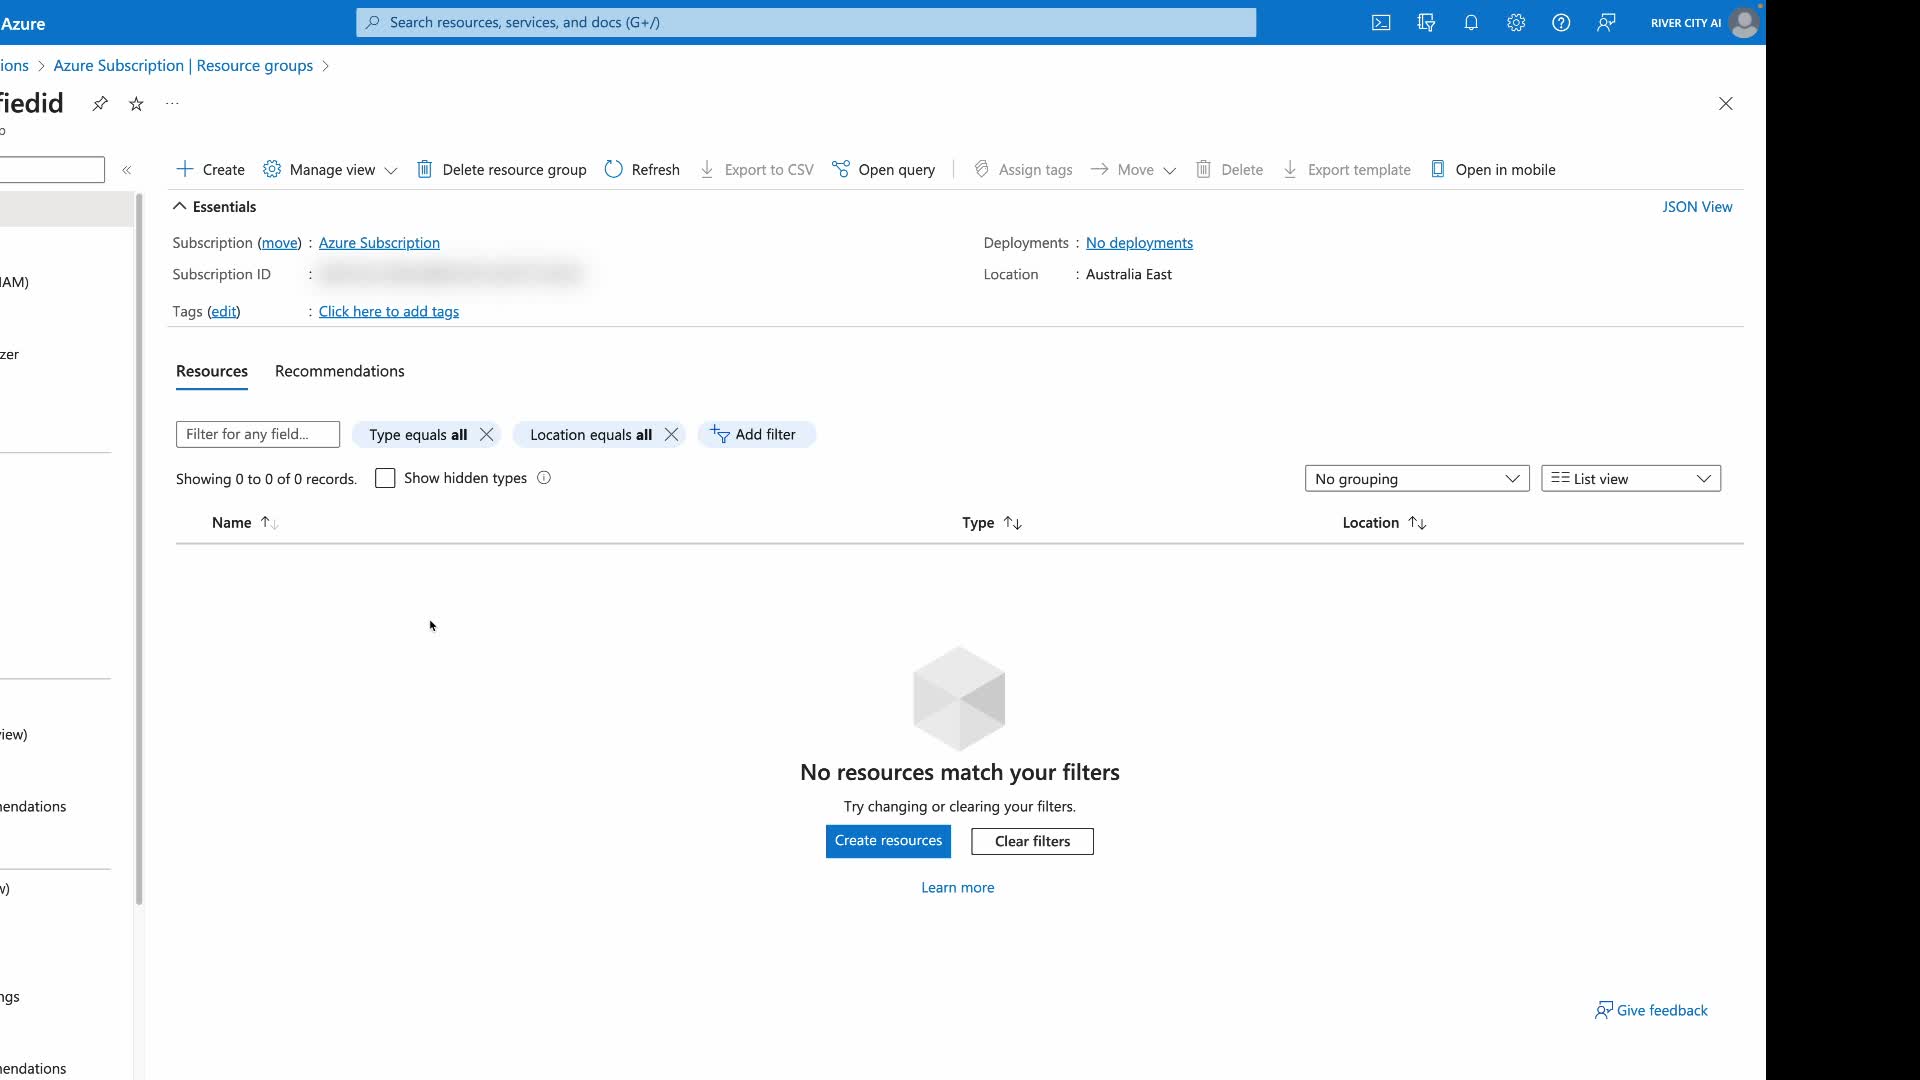 Azure
Search resources, services, and docs (G+/)
RIVER CITY AI
ions > Azure Subscription | Resource groups >
fiedid
p
Create
Manage view
Delete resource group
Refresh
Export to CSV
Open query
Assign tags
Move
Delete
Export template
Open in mobile
Essentials
JSON View
Subscription (move) : Azure Subscription
Deployments : No deployments
Subscription ID :
Location : Australia East
Tags (edit) : Click here to add tags
IAM)
zer
iew)
endations
w)
ngs
endations
Resources
Recommendations
Filter for any field...
Type equals all
Location equals all
Add filter
Showing 0 to 0 of 0 records.
Show hidden types
No grouping
List view
Name
Type
Location
No resources match your filters
Try changing or clearing your filters.
Create resources
Clear filters
Learn more
Give feedback